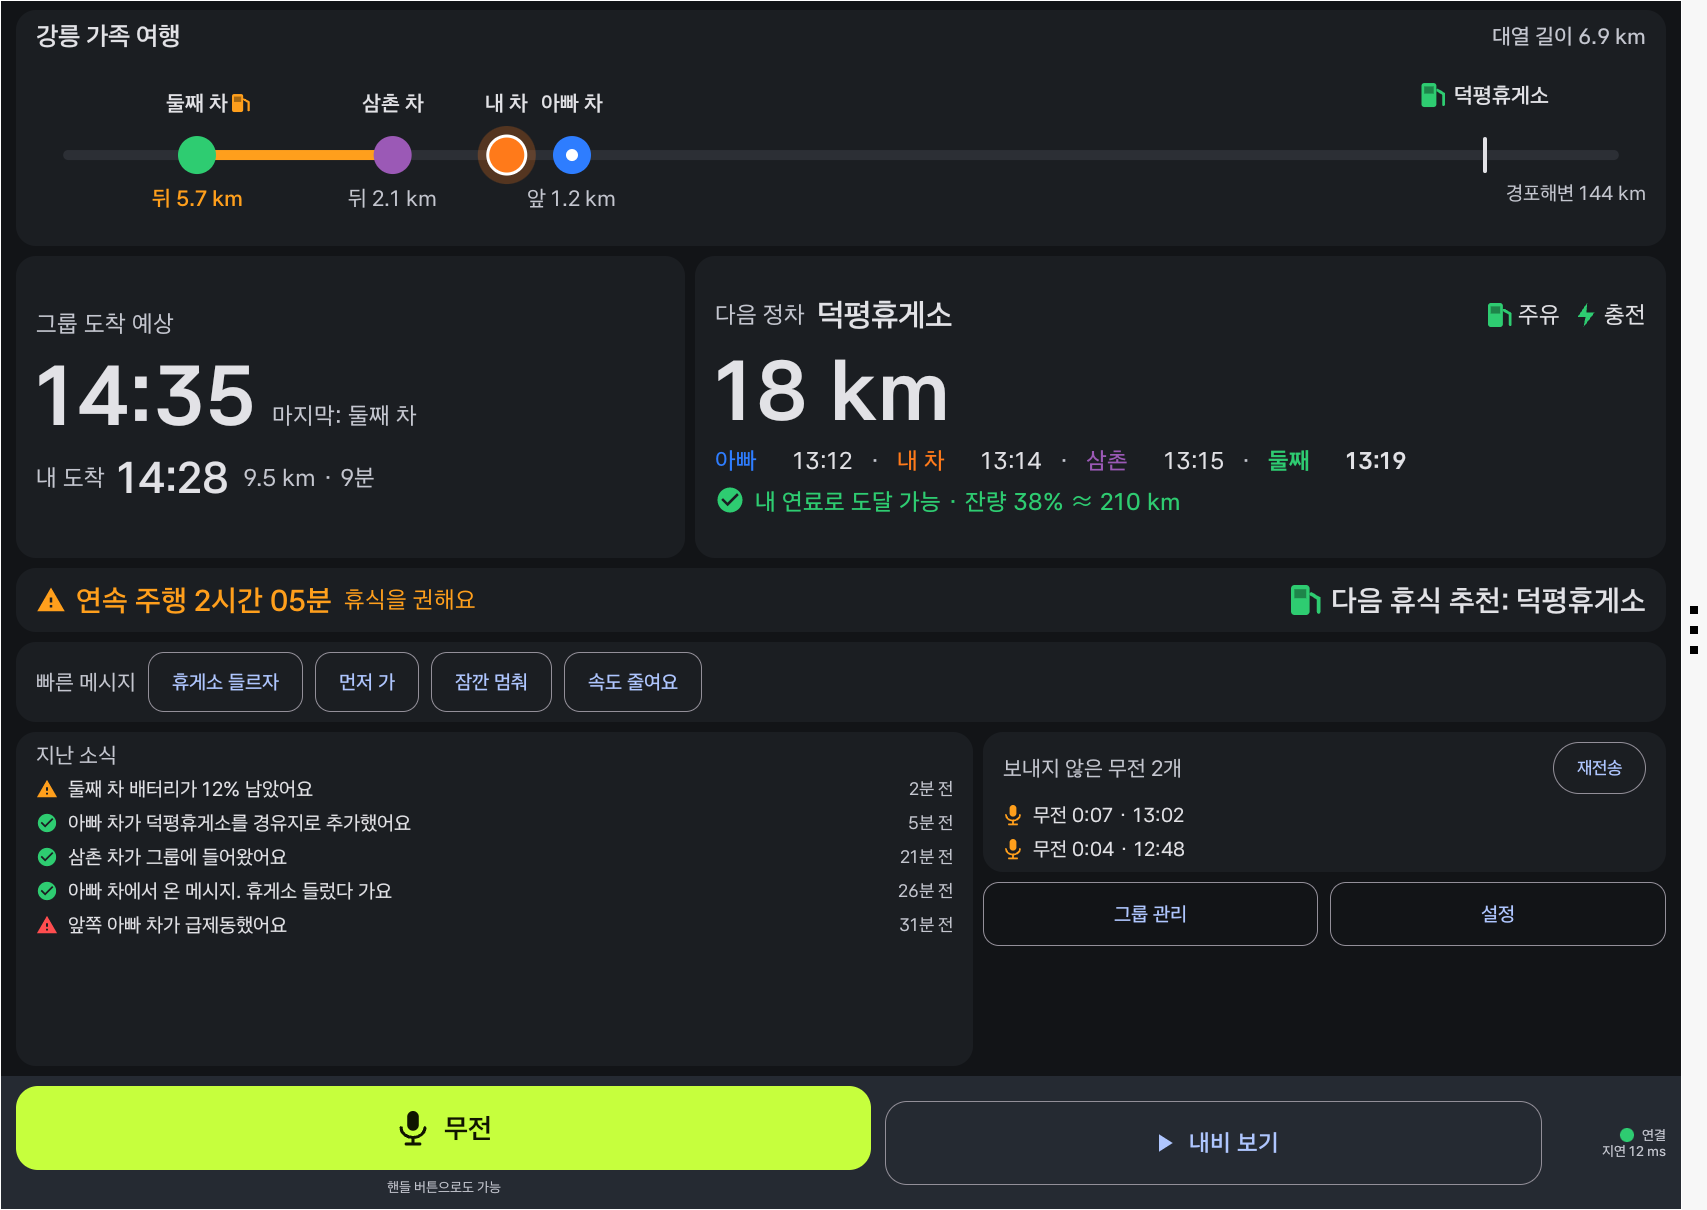 강릉 가족 여행
대열 길이 6.9 km
둘째 차
삼촌 차
내 차
아빠 차
덕평휴게소
뒤 5.7 km
뒤 2.1 km
앞 1.2 km
경포해변 144 km
그룹 도착 예상
14:35 마지막: 둘째 차
내 도착 14:28 9.5 km · 9분
다음 정차 덕평휴게소
주유 충전
18 km
아빠 13:12 · 내 차 13:14 · 삼촌 13:15 · 둘째 13:19
내 연료로 도달 가능 · 잔량 38% ≈ 210 km
연속 주행 2시간 05분 휴식을 권해요
다음 휴식 추천: 덕평휴게소
빠른 메시지
휴게소 들르자
먼저 가
잠깐 멈춰
속도 줄여요
지난 소식
둘째 차 배터리가 12% 남았어요 2분 전
아빠 차가 덕평휴게소를 경유지로 추가했어요 5분 전
삼촌 차가 그룹에 들어왔어요 21분 전
아빠 차에서 온 메시지. 휴게소 들렀다 가요 26분 전
앞쪽 아빠 차가 급제동했어요 31분 전
보내지 않은 무전 2개
재전송
무전 0:07 · 13:02
무전 0:04 · 12:48
그룹 관리
설정
무전
핸들 버튼으로도 가능
내비 보기
연결
지연 12 ms